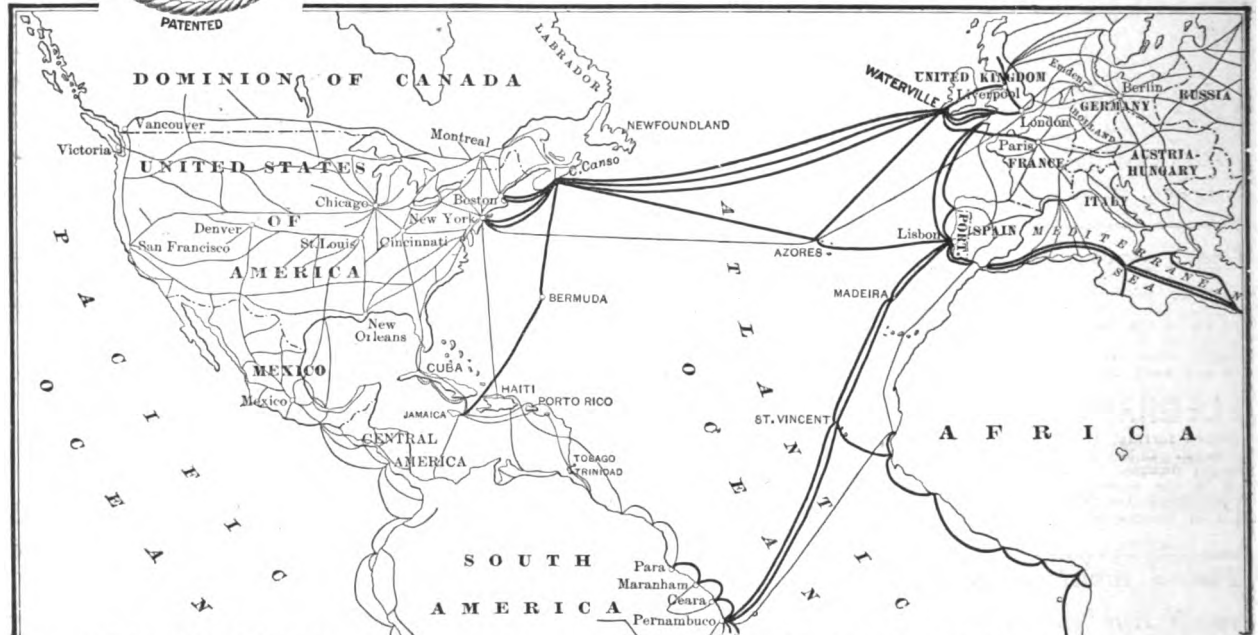 PATENTED
DOMINION OF CANADA
LABRADOR
NEWFOUNDLAND
Vancouver
Victoria
Montreal
C. Canso
UNITED STATES
OF
AMERICA
Chicago
Boston
New York
Denver
St. Louis
Cincinnati
San Francisco
New
Orleans
BERMUDA
MEXICO
Mexico
CUBA
HAITI
PORTO RICO
JAMAICA
CENTRAL
AMERICA
TOBAGO
TRINIDAD
SOUTH
AMERICA
Para
Maranham
Ceara
Pernambuco
PACIFIC
OCEAN
ATLANTIC
OCEAN
WATERVILLE
UNITED KINGDOM
Liverpool
London
Emden
Berlin
GERMANY
RUSSIA
HOLLAND
Paris
FRANCE
AUSTRIA-
HUNGARY
ITALY
Lisbon
PORT.
SPAIN
MEDITERRANEAN
SEA
AZORES
MADEIRA
ST. VINCENT
AFRICA